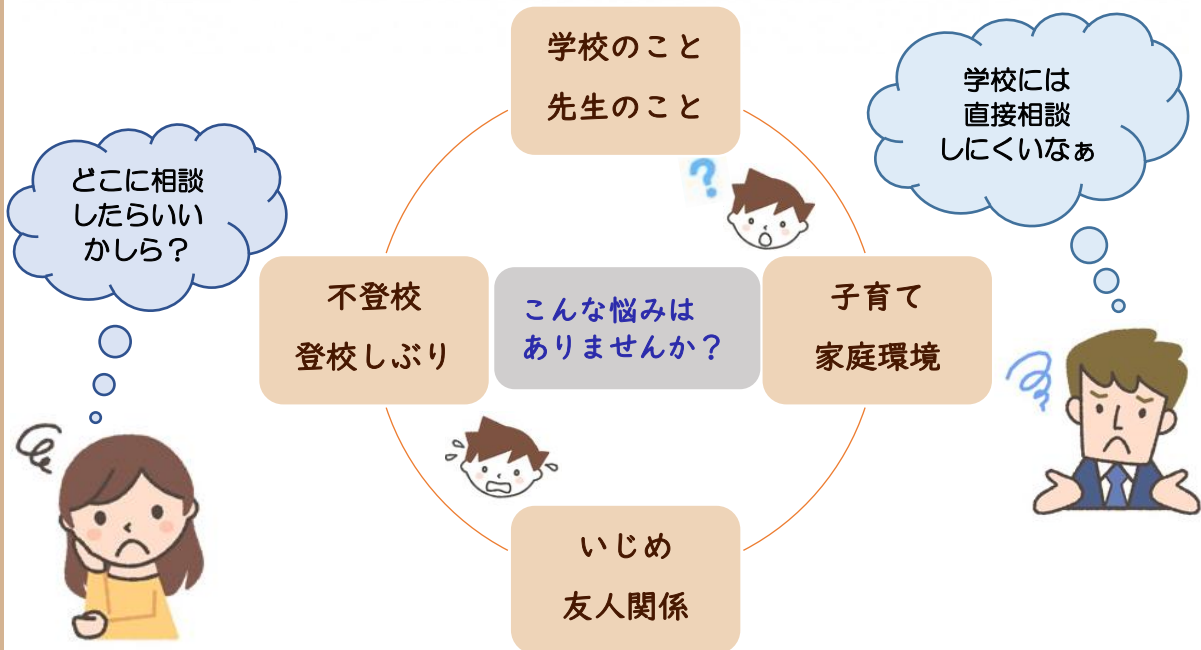 学校のこと
先生のこと
学校には
直接相談
しにくいなぁ
どこに相談
したらいい
かしら？
不登校
登校しぶり
こんな悩みは
ありませんか？
子育て
家庭環境
いじめ
友人関係